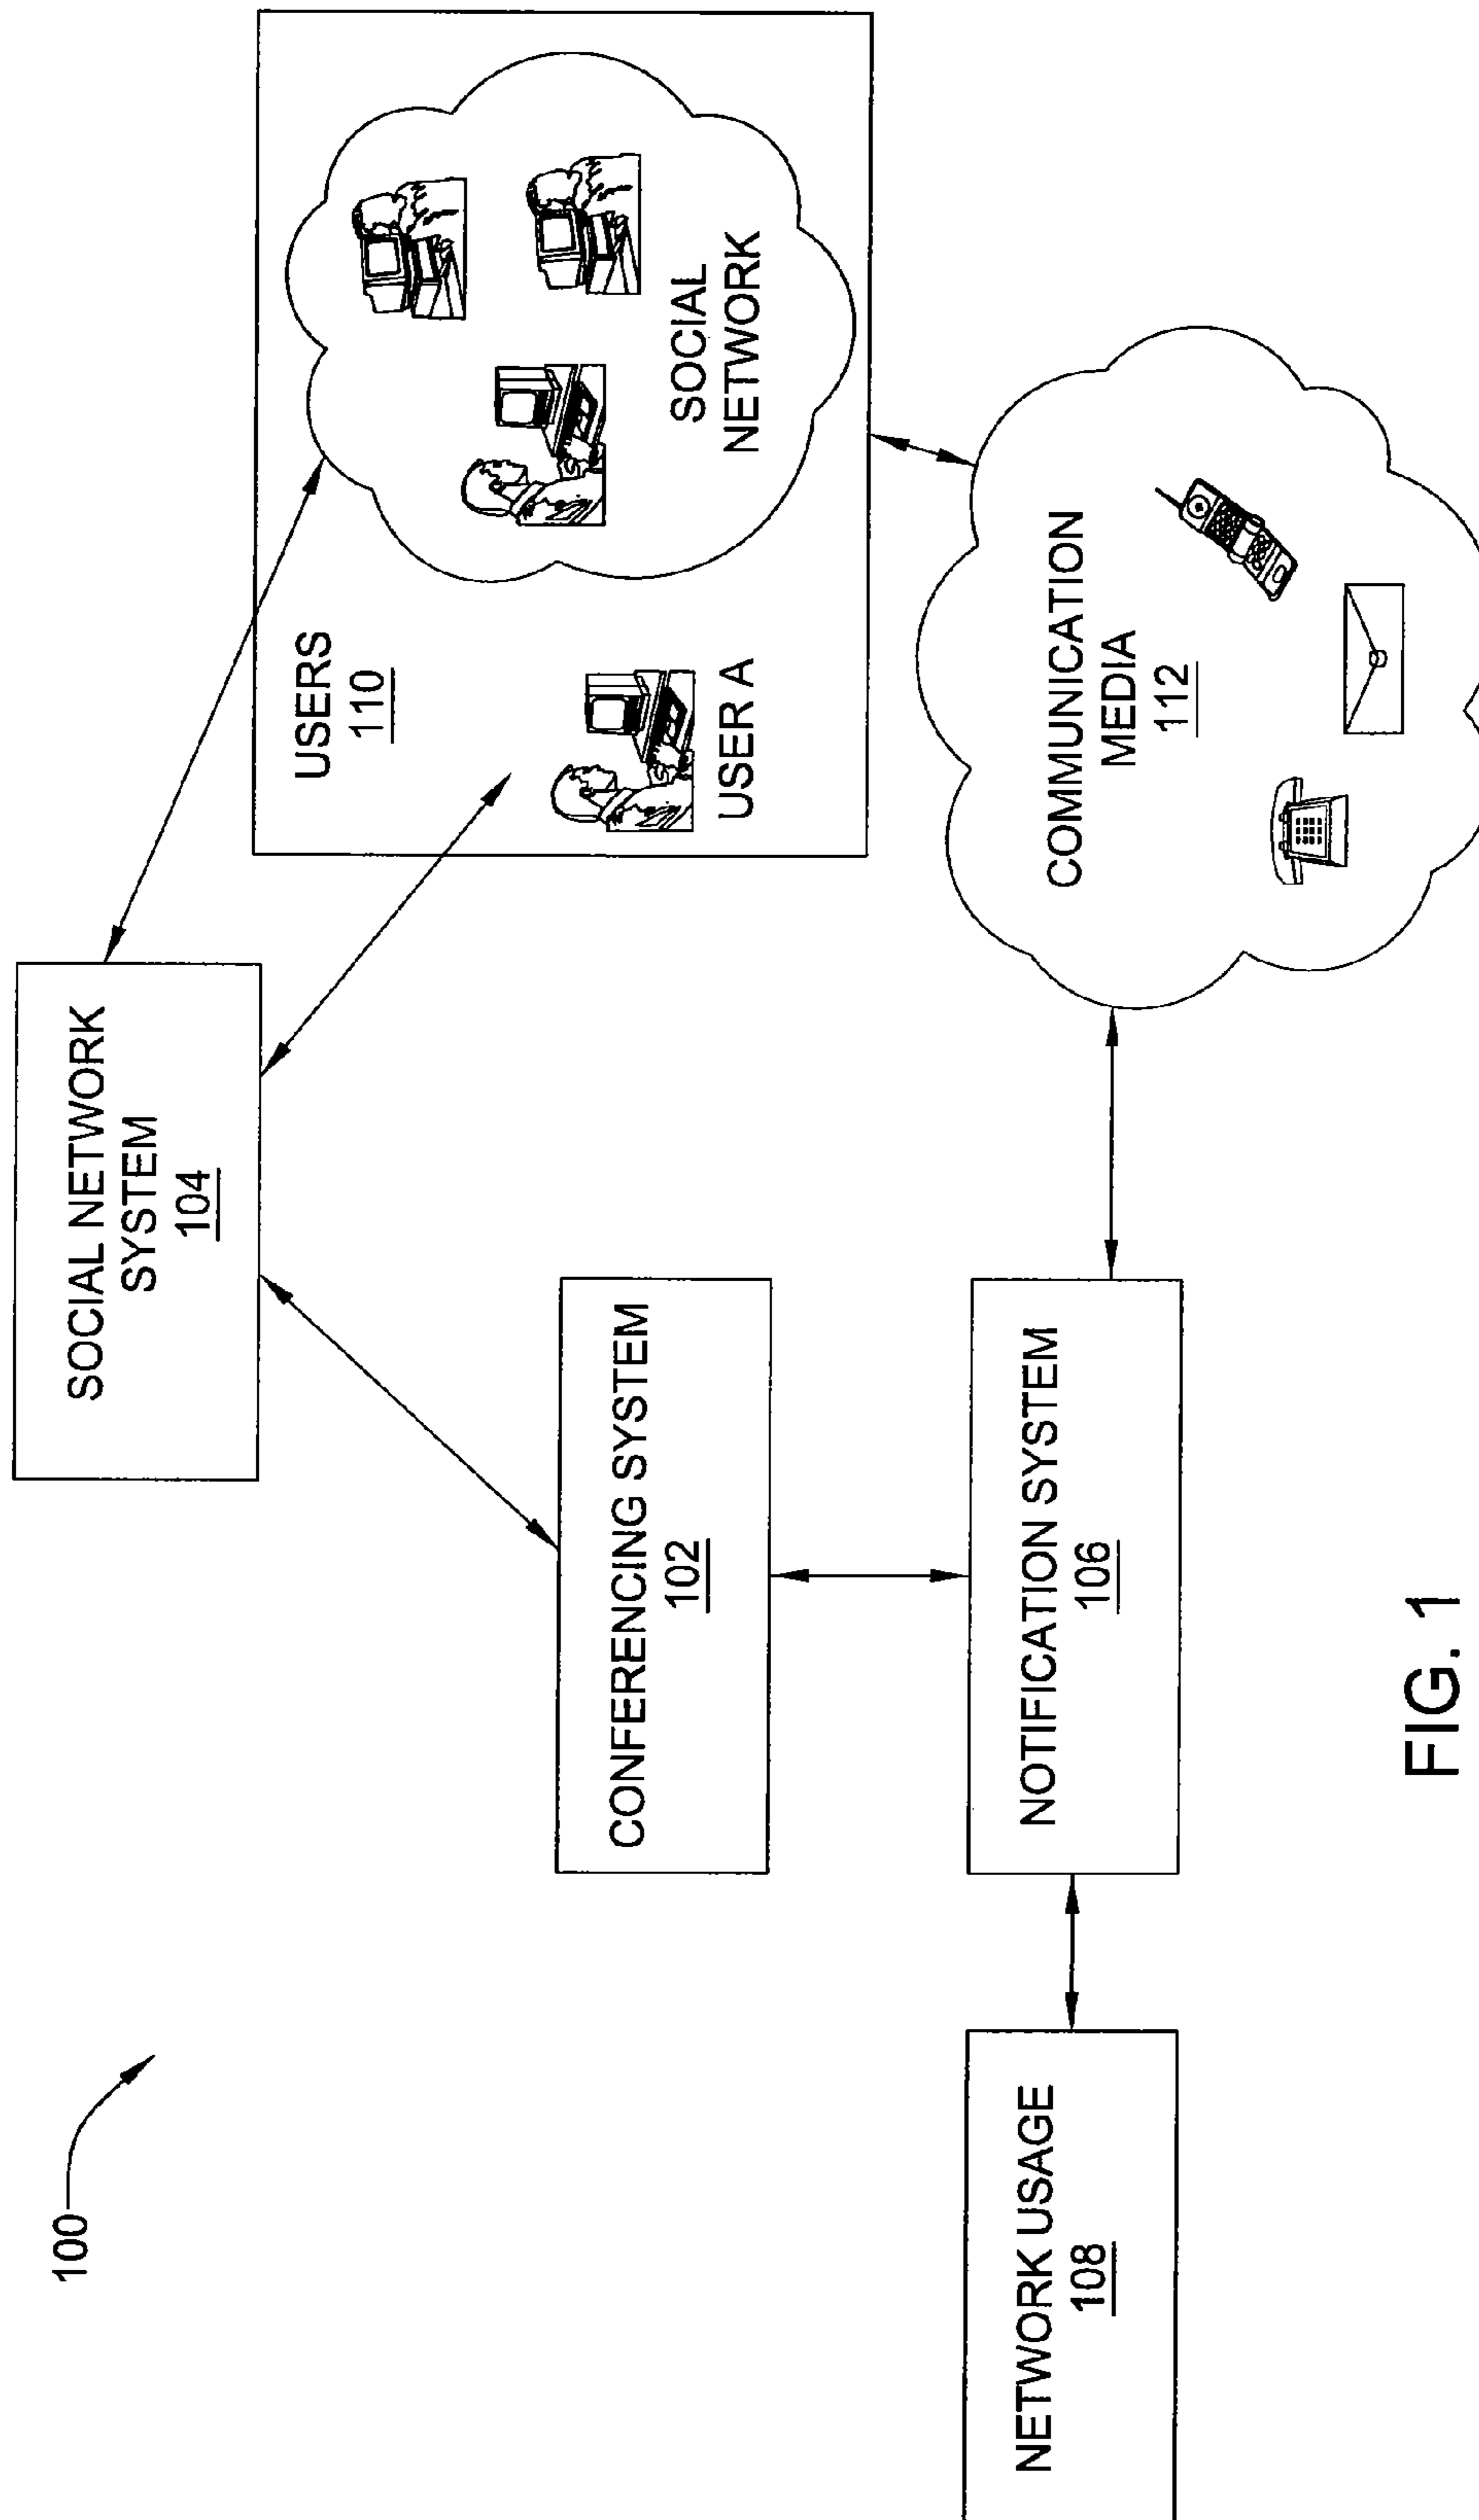 100
SOCIAL NETWORK
SYSTEM
104
USERS
110
USER A
SOCIAL
NETWORK
CONFERENCING SYSTEM
102
NETWORK USAGE
108
NOTIFICATION SYSTEM
106
COMMUNICATION
MEDIA
112
FIG. 1